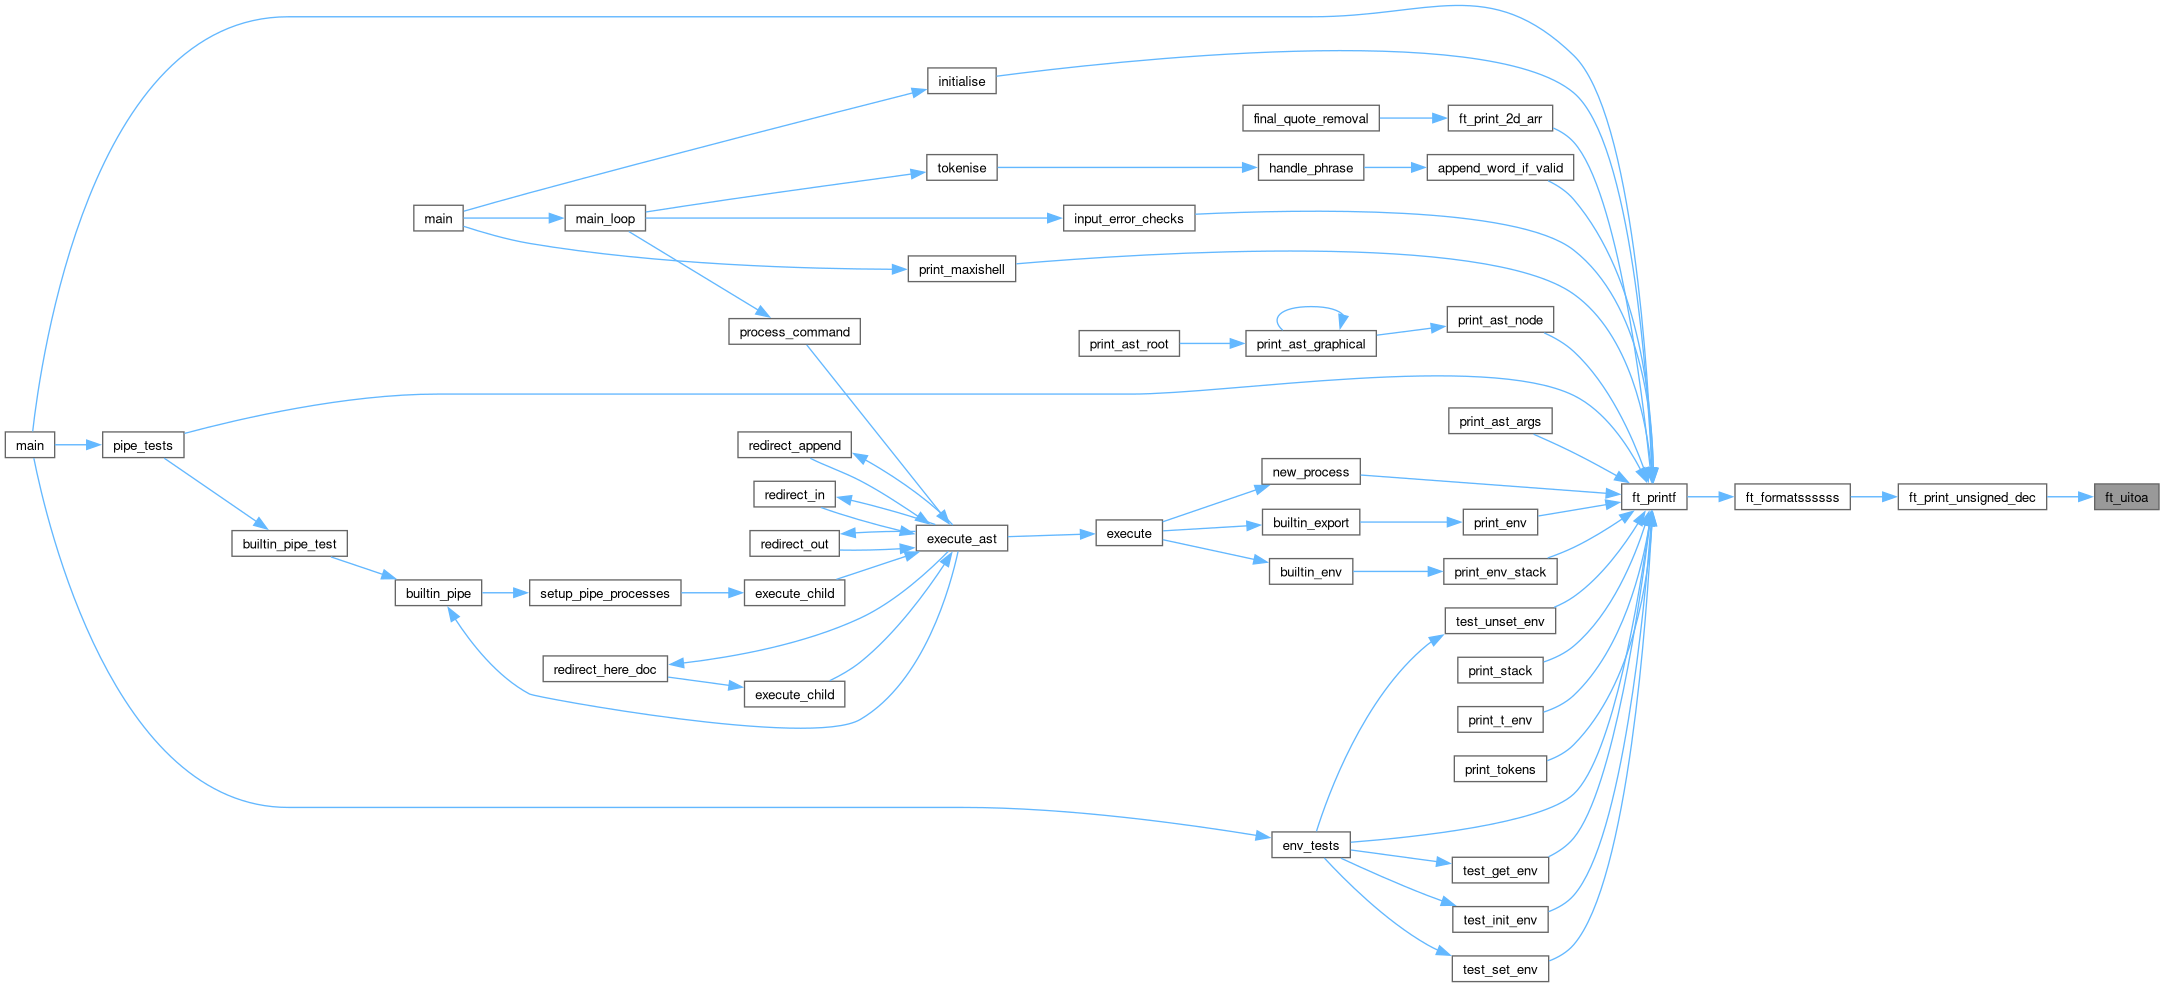 initialise
final_quote_removal
ft_print_2d_arr
tokenise
handle_phrase
append_word_if_valid
main
main_loop
input_error_checks
print_maxishell
process_command
print_ast_root
print_ast_graphical
print_ast_node
print_ast_args
main
pipe_tests
redirect_append
new_process
redirect_in
ft_printf
ft_formatssssss
ft_print_unsigned_dec
ft_uitoa
builtin_export
print_env
builtin_pipe_test
redirect_out
execute_ast
execute
builtin_env
print_env_stack
builtin_pipe
setup_pipe_processes
execute_child
test_unset_env
redirect_here_doc
execute_child
print_stack
print_t_env
print_tokens
env_tests
test_get_env
test_init_env
test_set_env